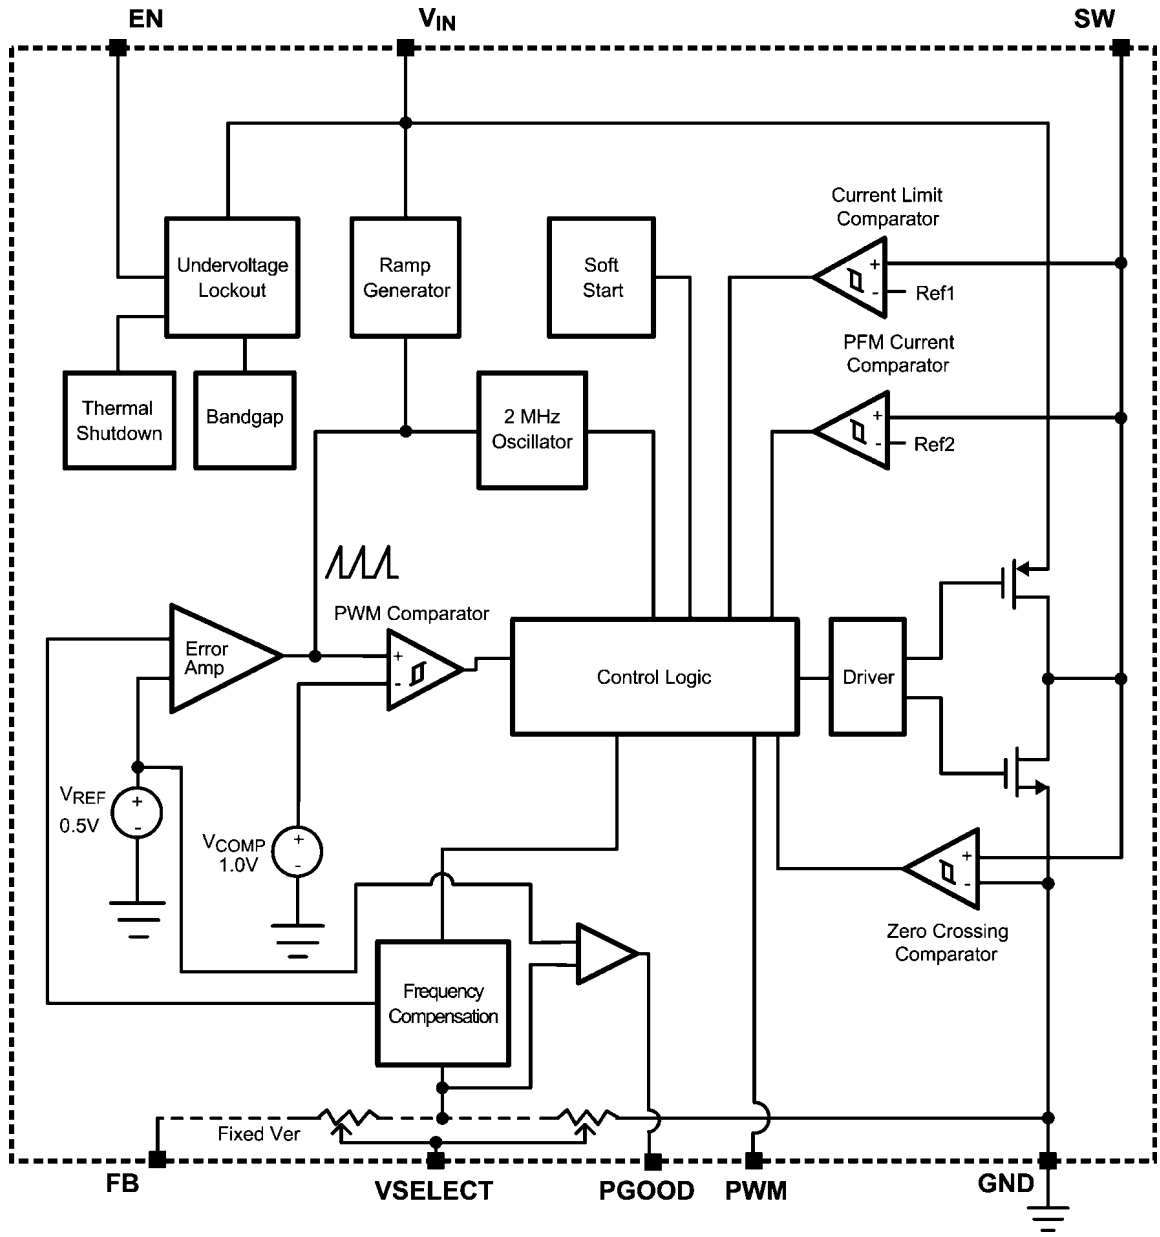 EN
VIN
SW
Current Limit
Comparator
Undervoltage
Lockout
Ramp
Generator
Soft
Start
+
-
Ref1
PFM Current
Comparator
Thermal
Shutdown
Bandgap
2 MHz
Oscillator
+
-
Ref2
PWM Comparator
Error
Amp
+
-
Control Logic
Driver
VREF
0.5V
+
-
VCOMP
1.0V
+
-
+
-
Zero Crossing
Comparator
Frequency
Compensation
Fixed Ver
FB
VSELECT
PGOOD
PWM
GND